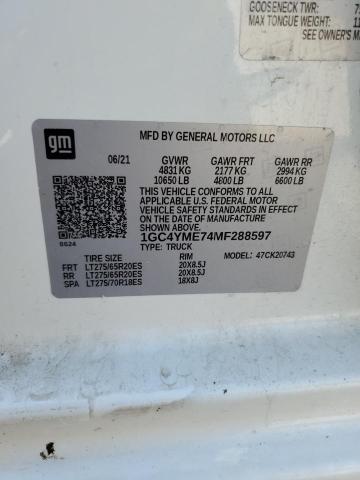 GOOSENECK TWR: 7
MAX TONGUE WEIGHT: 11
SEE OWNER'S M
gm
MFD BY GENERAL MOTORS LLC
06/21 GVWR GAWR FRT GAWR RR
4831 KG 2177 KG 2994 KG
10650 LB 4800 LB 6600 LB
THIS VEHICLE CONFORMS TO ALL
APPLICABLE U.S. FEDERAL MOTOR
VEHICLE SAFETY STANDARDS IN EFFECT
ON THE DATE OF MANUFACTURE
SHOWN ABOVE.
1GC4YME74MF288597
TYPE: TRUCK MODEL: 47CK20743
TIRE SIZE RIM
FRT LT275/65R20ES 20X8.5J
RR LT275/65R20ES 20X8.5J
SPA LT275/70R18ES 18X8J